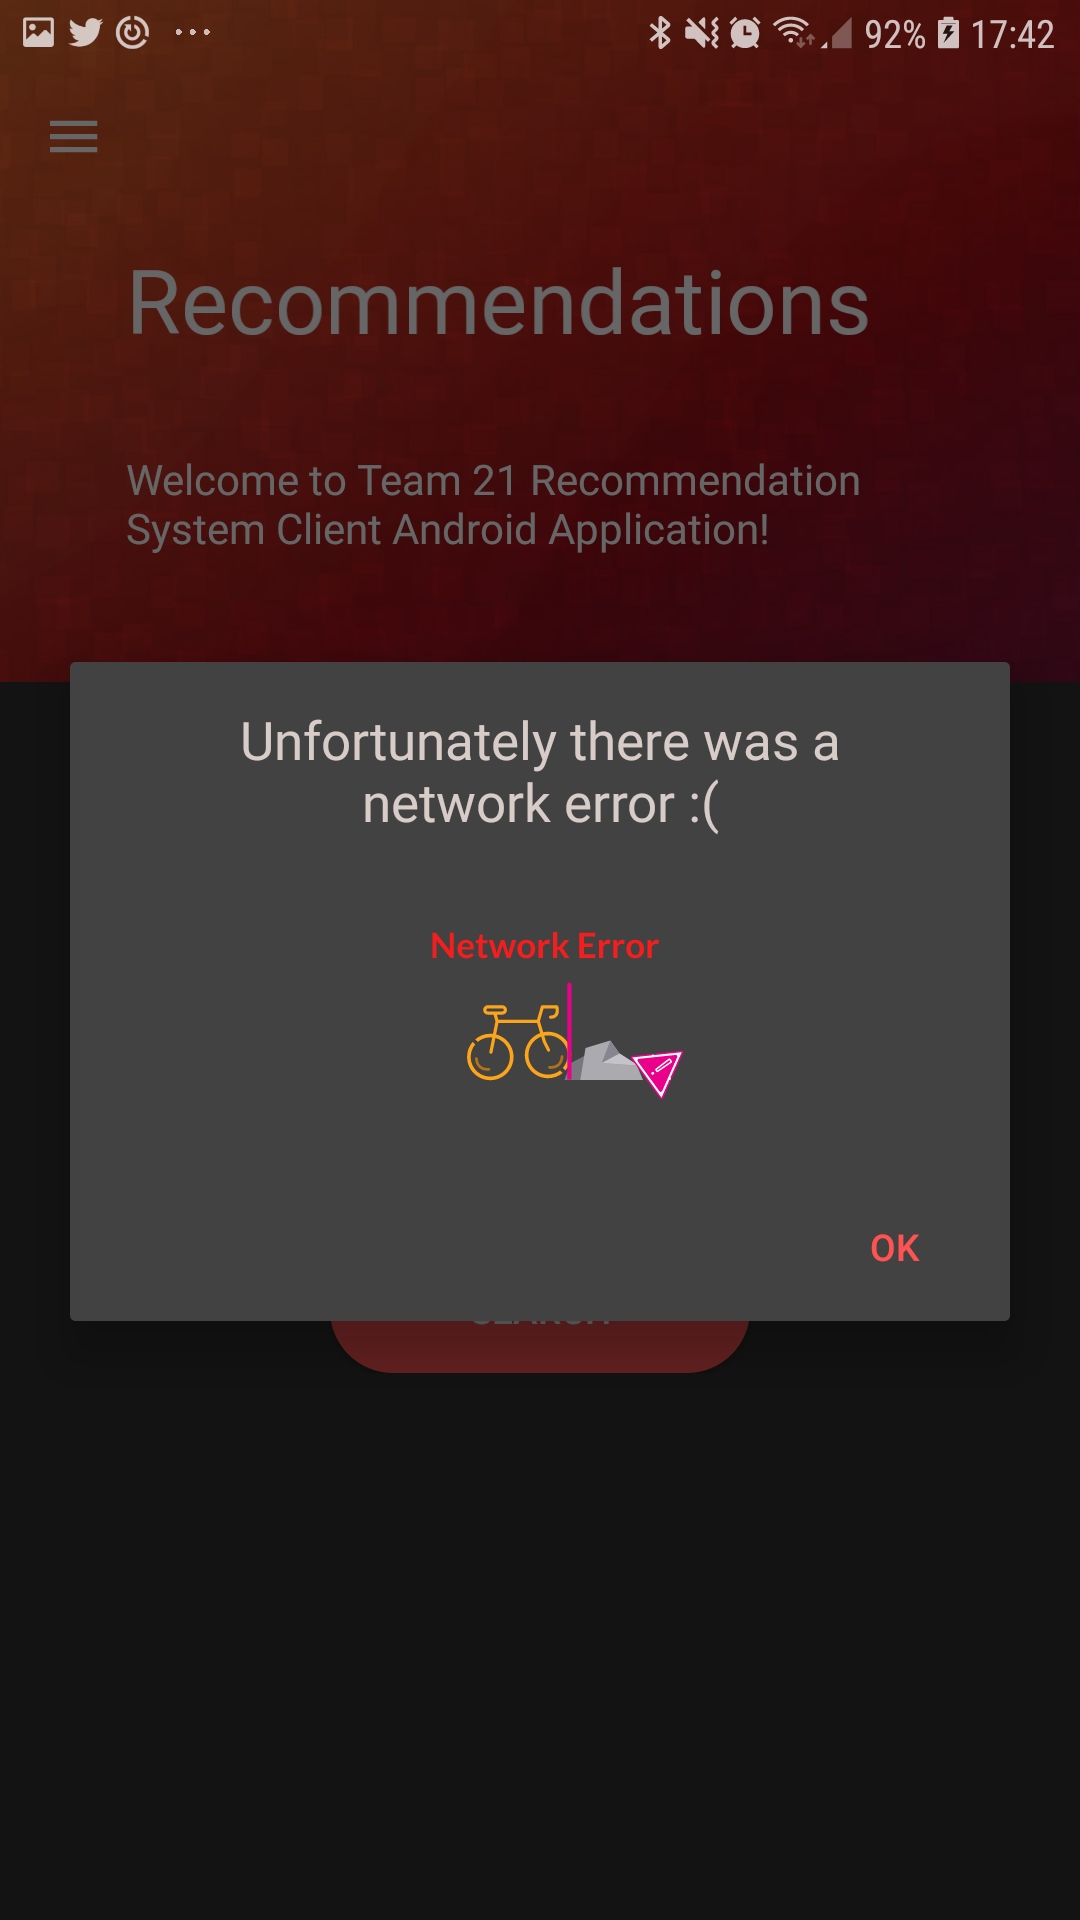 92% 17:42
Recommendations
Welcome to Team 21 Recommendation
System Client Android Application!
Unfortunately there was a
network error :(
Network Error
OK
SEARCH